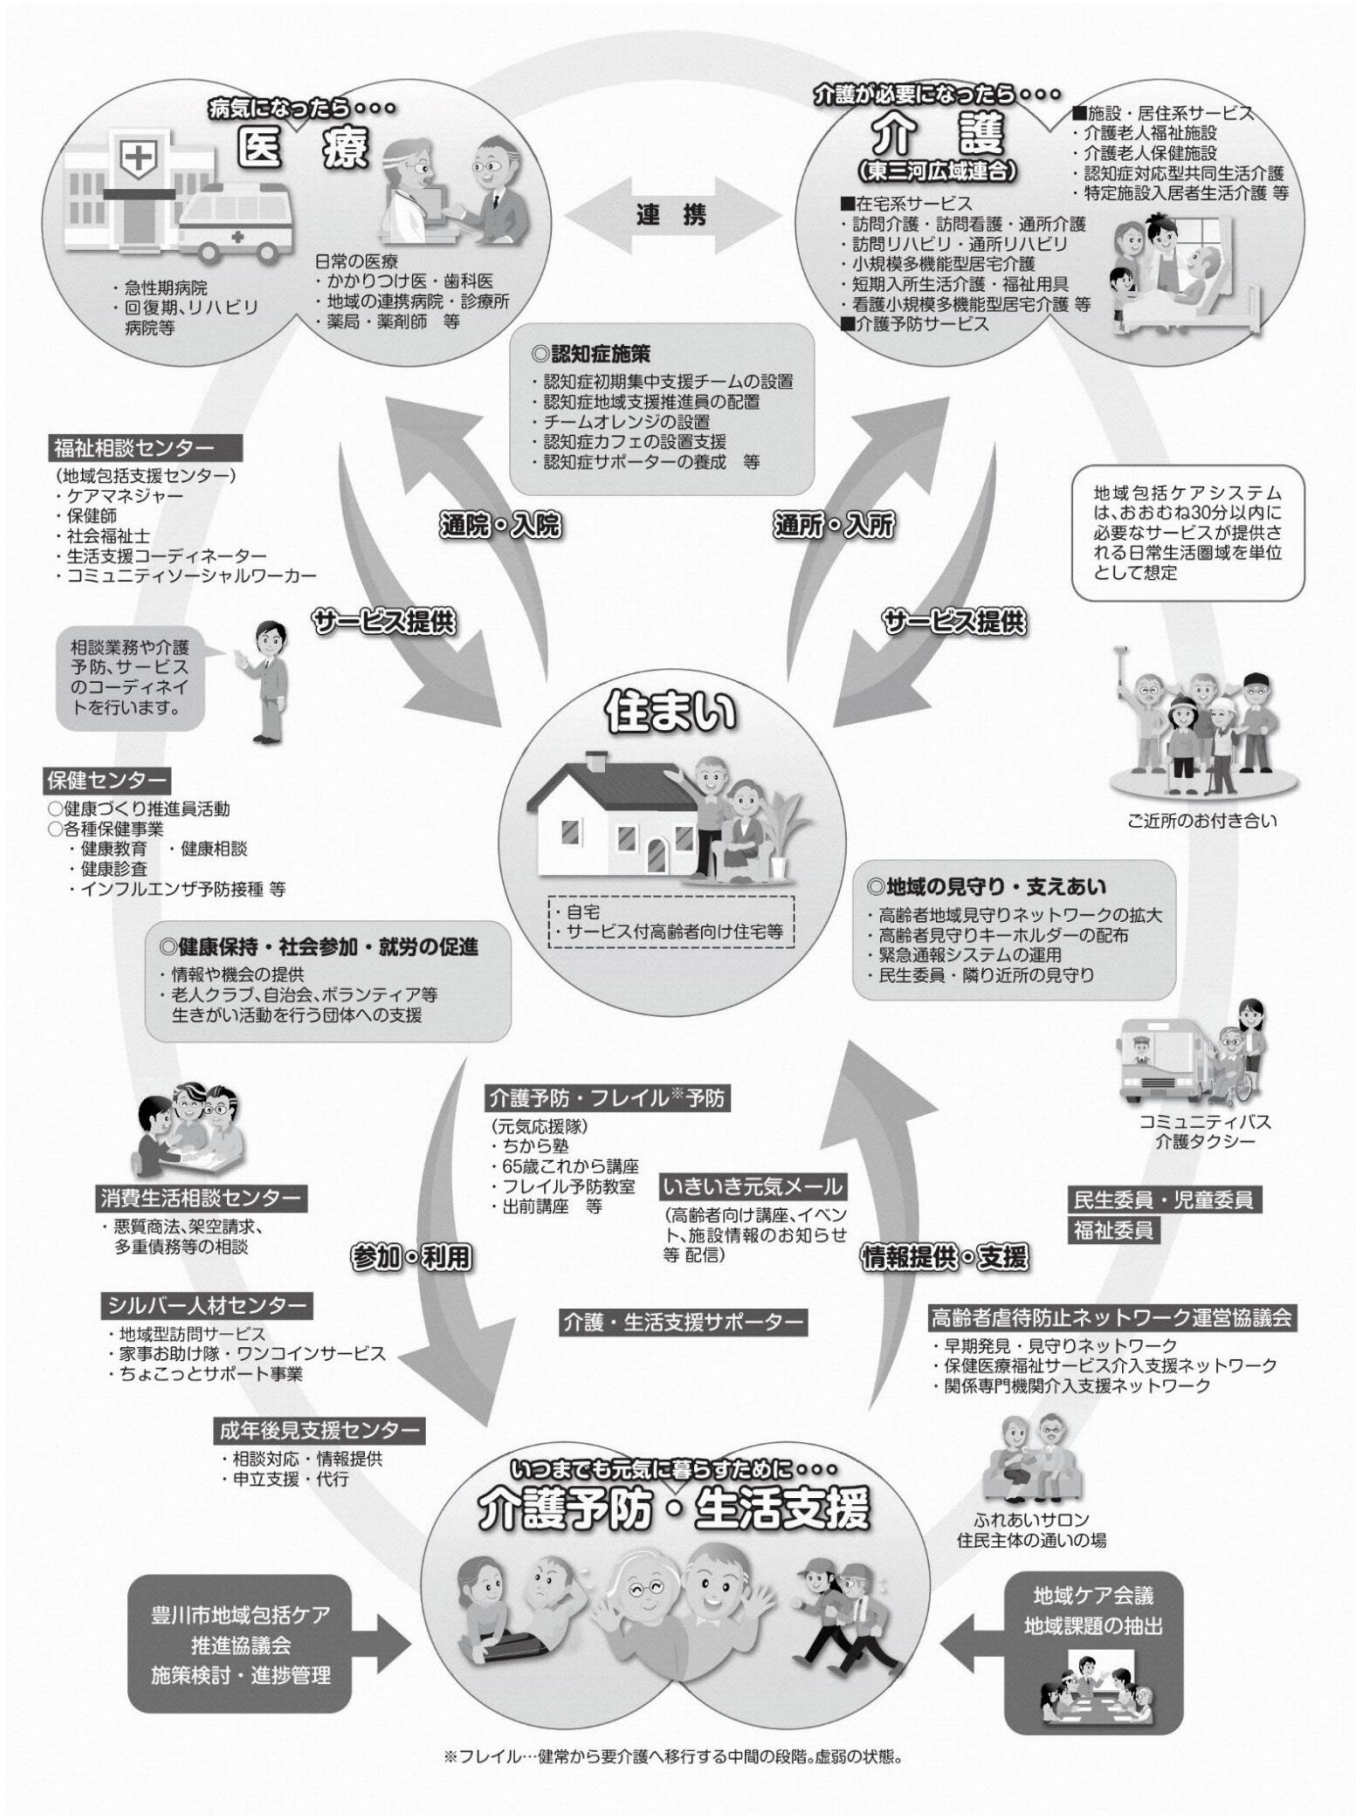 病気になったら・・・
医 療
・急性期病院
・回復期、リハビリ
病院等
日常の医療
・かかりつけ医・歯科医
・地域の連携病院・診療所
・薬局・薬剤師 等
連 携
介護が必要になったら・・・
介 護
(東三河広域連合)
■在宅系サービス
・訪問介護・訪問看護・通所介護
・訪問リハビリ・通所リハビリ
・小規模多機能型居宅介護
・短期入所生活介護・福祉用具
・看護小規模多機能型居宅介護 等
■介護予防サービス
■施設・居住系サービス
・介護老人福祉施設
・介護老人保健施設
・認知症対応型共同生活介護
・特定施設入居者生活介護 等
◎認知症施策
・認知症初期集中支援チームの設置
・認知症地域支援推進員の配置
・チームオレンジの設置
・認知症カフェの設置支援
・認知症サポーターの養成 等
福祉相談センター
(地域包括支援センター)
・ケアマネジャー
・保健師
・社会福祉士
・生活支援コーディネーター
・コミュニティソーシャルワーカー
通院・入院
通所・入所
地域包括ケアシステム
は、おおむね30分以内に
必要なサービスが提供さ
れる日常生活圏域を単位
として想定
サービス提供
サービス提供
相談業務や介護
予防、サービス
のコーディネイ
トを行います。
住まい
・自宅
・サービス付高齢者向け住宅等
ご近所のお付き合い
保健センター
○健康づくり推進員活動
○各種保健事業
・健康教育 ・健康相談
・健康診査
・インフルエンザ予防接種 等
◎健康保持・社会参加・就労の促進
・情報や機会の提供
・老人クラブ、自治会、ボランティア等
生きがい活動を行う団体への支援
◎地域の見守り・支えあい
・高齢者地域見守りネットワークの拡大
・高齢者見守りキーホルダーの配布
・緊急通報システムの運用
・民生委員・隣り近所の見守り
コミュニティバス
介護タクシー
介護予防・フレイル※予防
(元気応援隊)
・ちから塾
・65歳これから講座
・フレイル予防教室
・出前講座 等
いきいき元気メール
(高齢者向け講座、イベン
ト、施設情報のお知らせ
等 配信)
消費生活相談センター
・悪質商法、架空請求、
多重債務等の相談
参加・利用
情報提供・支援
民生委員・児童委員
福祉委員
シルバー人材センター
・地域型訪問サービス
・家事お助け隊・ワンコインサービス
・ちょこっとサポート事業
介護・生活支援サポーター
高齢者虐待防止ネットワーク運営協議会
・早期発見・見守りネットワーク
・保健医療福祉サービス介入支援ネットワーク
・関係専門機関介入支援ネットワーク
成年後見支援センター
・相談対応・情報提供
・申立支援・代行
ふれあいサロン
住民主体の通いの場
いつまでも元気に暮らすために・・・
介護予防・生活支援
豊川市地域包括ケア
推進協議会
施策検討・進捗管理
地域ケア会議
地域課題の抽出
※フレイル…健常から要介護へ移行する中間の段階。虚弱の状態。